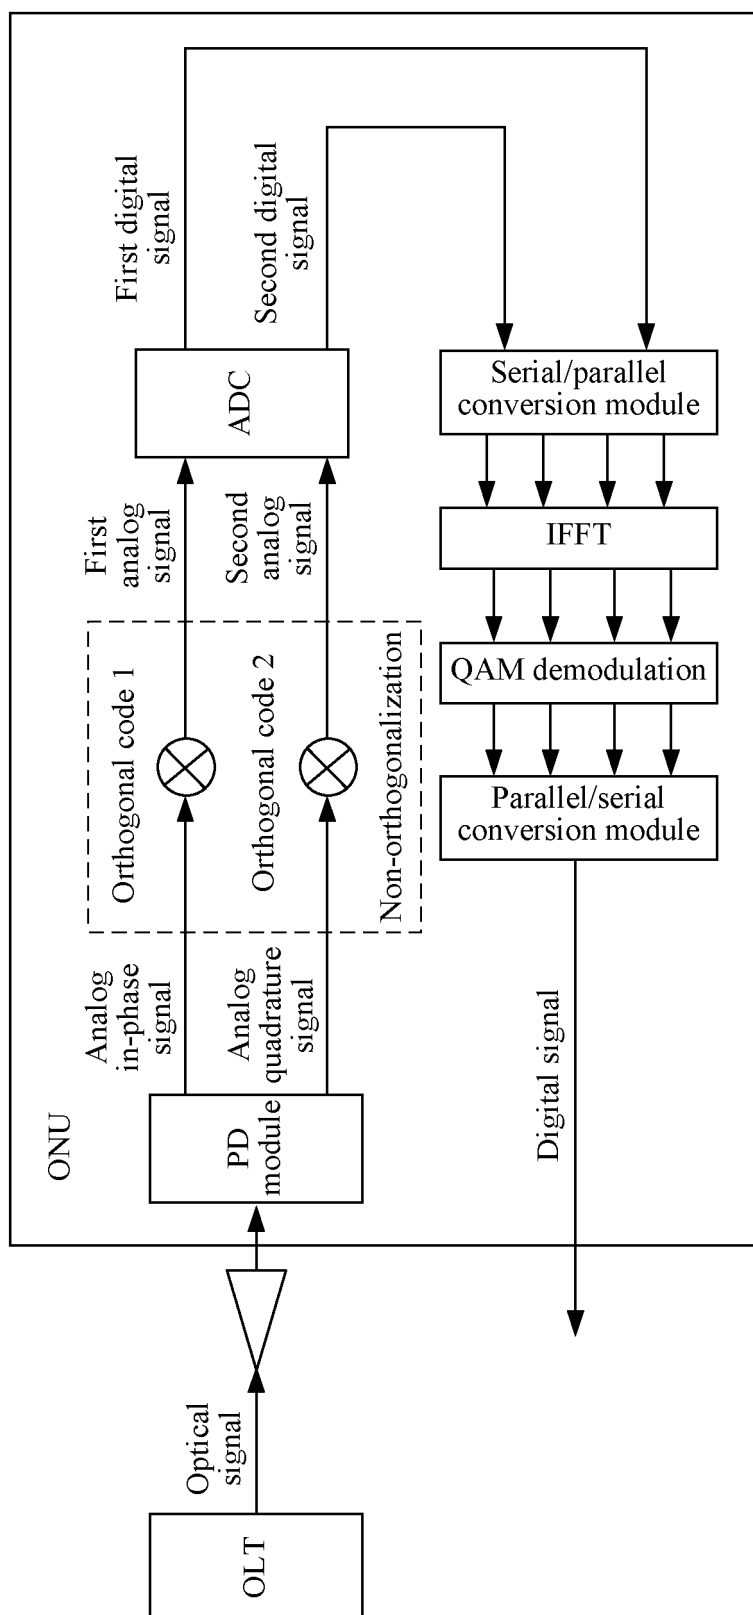 OLT
Optical
signal
ONU
PD
module
Analog
in-phase
signal
Analog
quadrature
signal
Orthogonal code 1
Orthogonal code 2
Non-orthogonalization
First
analog
signal
Second
analog
signal
ADC
First digital
signal
Second digital
signal
Serial/parallel
conversion module
IFFT
QAM demodulation
Parallel/serial
conversion module
Digital signal